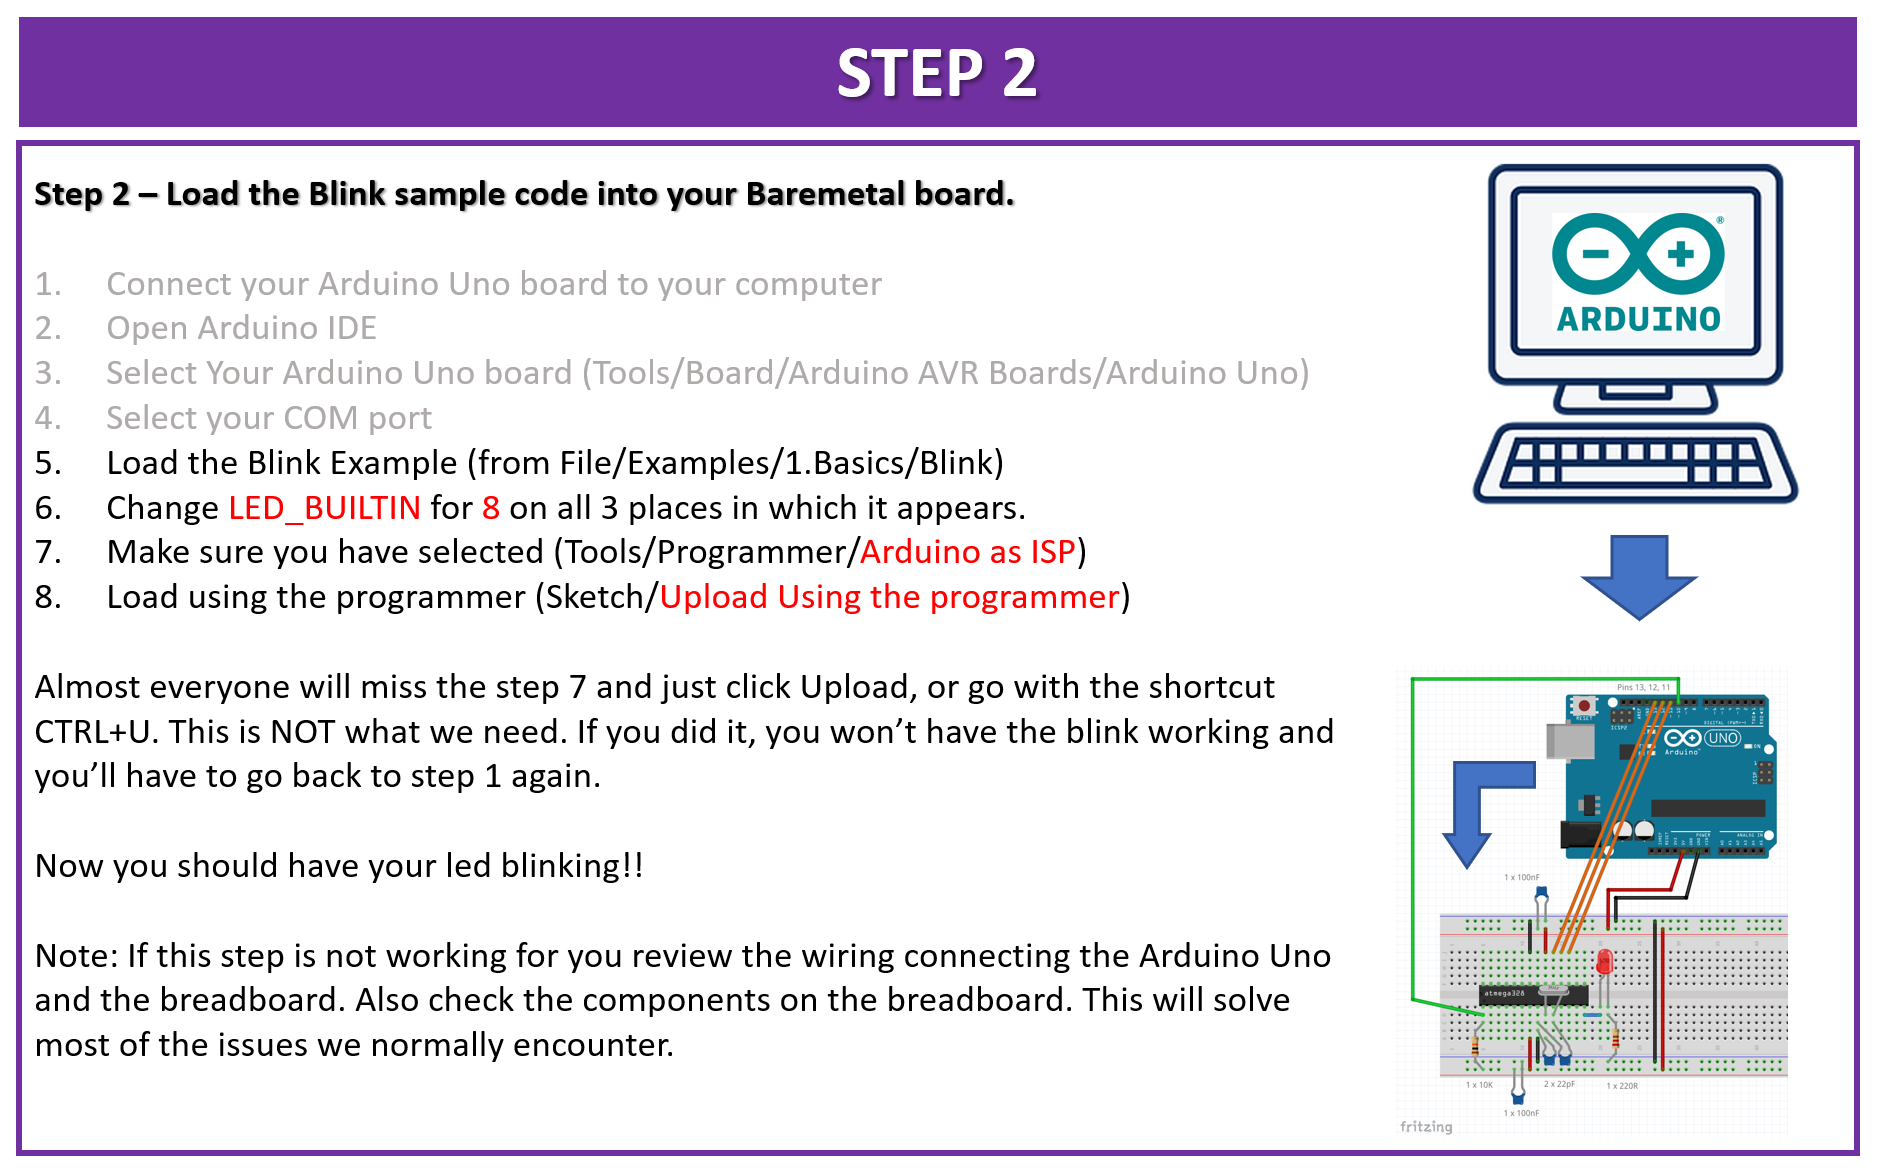 STEP 2
Step 2 – Load the Blink sample code into your Baremetal board.
1. Connect your Arduino Uno board to your computer
2. Open Arduino IDE
3. Select Your Arduino Uno board (Tools/Board/Arduino AVR Boards/Arduino Uno)
4. Select your COM port
5. Load the Blink Example (from File/Examples/1.Basics/Blink)
6. Change LED_BUILTIN for 8 on all 3 places in which it appears.
7. Make sure you have selected (Tools/Programmer/Arduino as ISP)
8. Load using the programmer (Sketch/Upload Using the programmer)
Almost everyone will miss the step 7 and just click Upload, or go with the shortcut
CTRL+U. This is NOT what we need. If you did it, you won’t have the blink working and
you’ll have to go back to step 1 again.
Now you should have your led blinking!!
Note: If this step is not working for you review the wiring connecting the Arduino Uno
and the breadboard. Also check the components on the breadboard. This will solve
most of the issues we normally encounter.
®
ARDUINO
Pins 13, 12, 11
RESET
ICSP2
DIGITAL (PWM~)
UNO
Arduino™
ON
ICSP
POWER
ANALOG IN
1 x 100nF
atmega328
1 x 10K
2 x 22pF
1 x 220R
1 x 100nF
fritzing